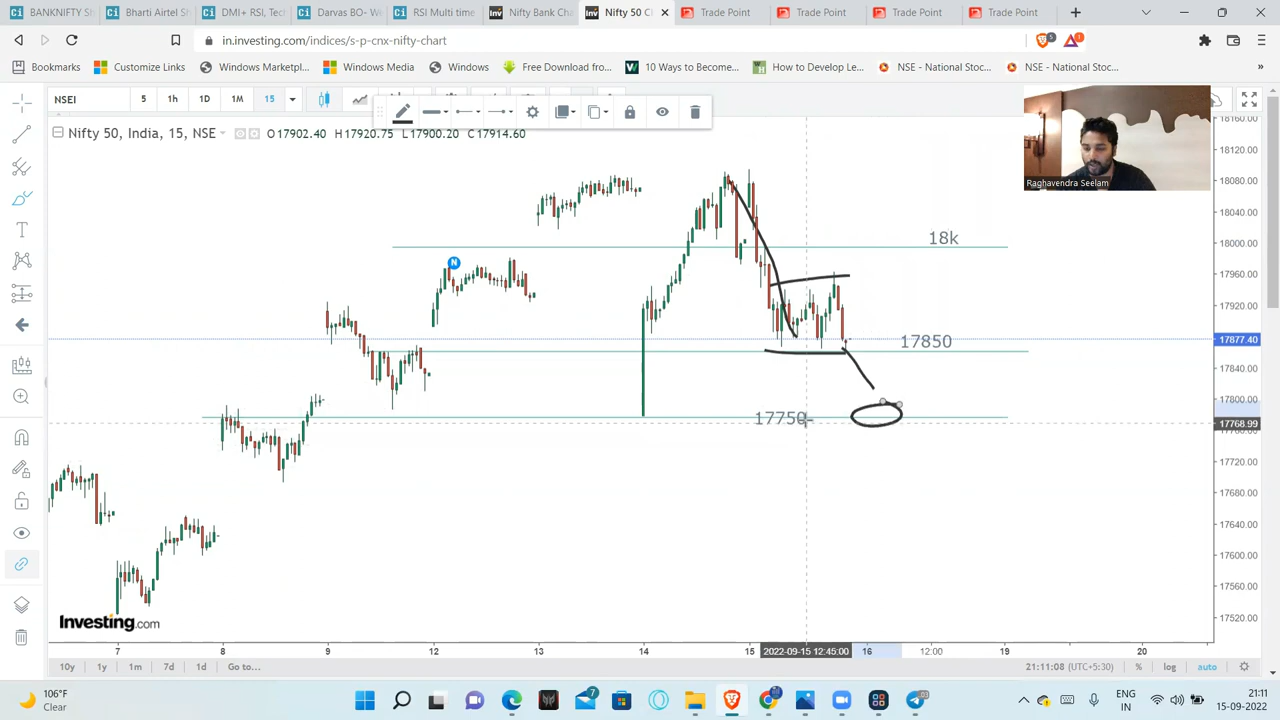 BANKNIFTY SI
Bharti Airtel S
DMI+ RSI, Tec
Darvas BO- W
RSI Multi time
Nifty Bank Ch
Nifty 50 C
Trade Point
Trade Point
Trade Point
Trade Point
in.investing.com/indices/s-p-cnx-nifty-chart
Bookmarks
Customize Links
Windows Marketpl...
Windows Media
Windows
Free Download fro...
10 Ways to Become...
How to Develop Le...
NSE - National Stoc...
NSE - National Stoc...
NSEI 5 1h 1D 1M 15
Nifty 50, India, 15, NSE
O17902.40 H17920.75 L17900.20 C17914.60
Raghavendra Seelam
18k
17850
17750
N
18160.00
18120.00
18080.00
18040.00
18000.00
17960.00
17920.00
17877.40
17840.00
17800.00
17768.99
17720.00
17680.00
17640.00
17600.00
17560.00
17520.00
Investing.com
7 8 9 12 13 14 15 2022-09-15 12:45:00 16 12:00 19 20
10y 1y 1m 7d 1d Go to...
21:11:08 (UTC+5:30) % log auto
106°F
Clear
7
ENG
IN
21:11
15-09-2022